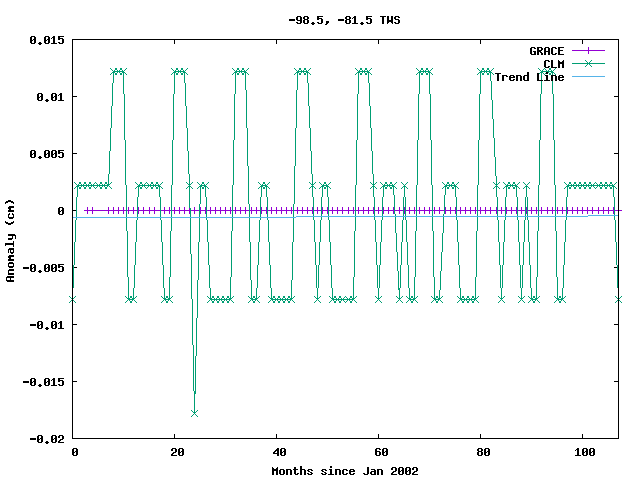 -98.5, -81.5 TWS
0.015
0.01
0.005
0
-0.005
-0.01
-0.015
-0.02
Anomaly (cm)
GRACE
CLM
Trend Line
0 20 40 60 80 100
Months since Jan 2002